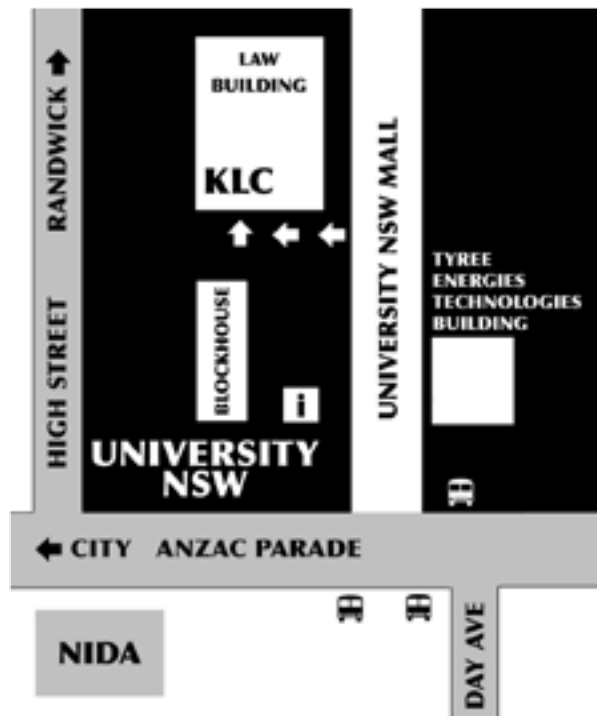 LAW
BUILDING
KLC
RANDWICK
HIGH STREET
UNIVERSITY NSW MALL
TYREE
ENERGIES
TECHNOLOGIES
BUILDING
BLOCKHOUSE
i
UNIVERSITY
NSW
CITY ANZAC PARADE
NIDA
DAY AVE